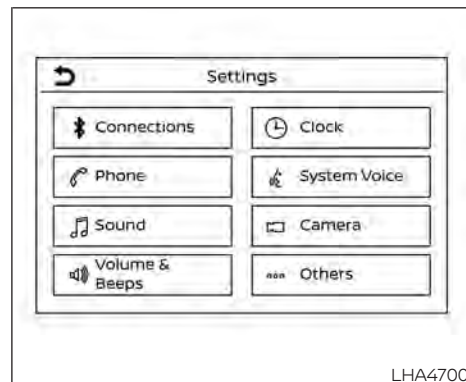 Settings
Connections
Clock
Phone
System Voice
Sound
Camera
Volume &
Beeps
Others
LHA4700